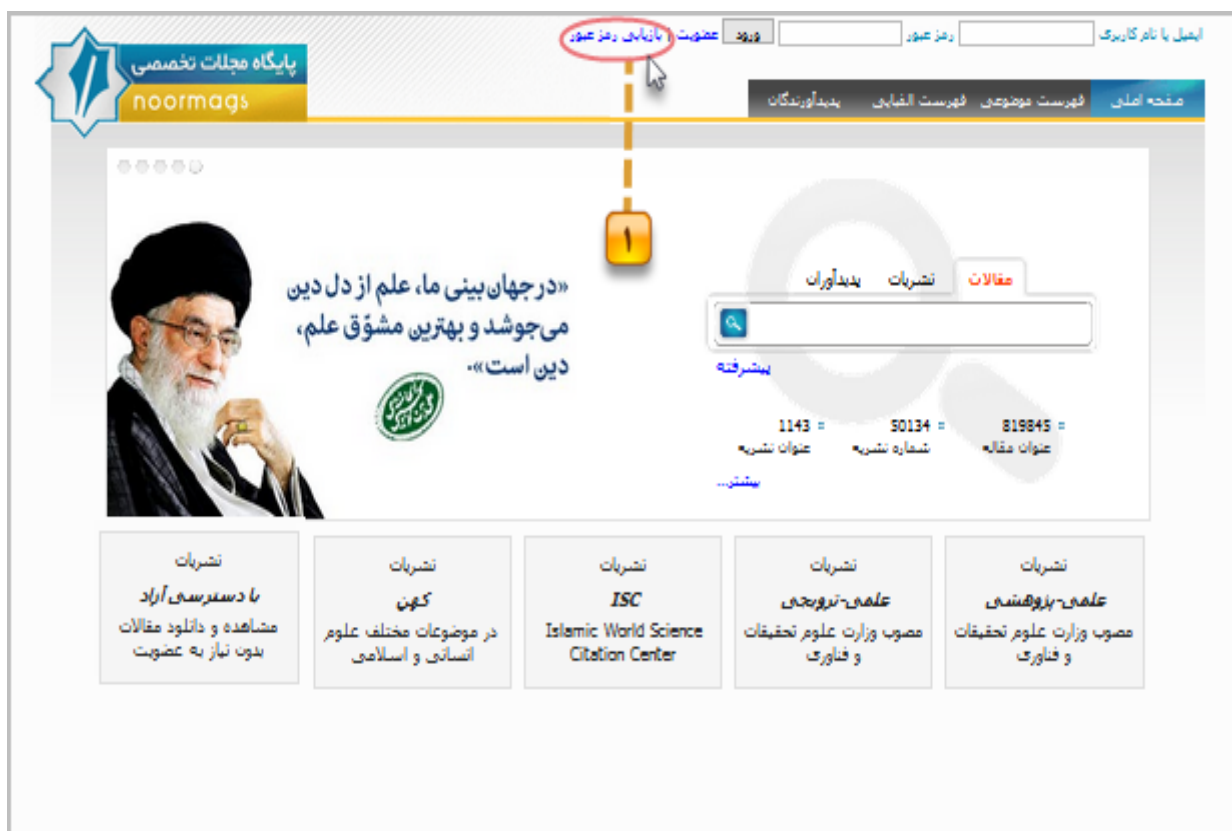 ایمیل یا نام کاربری
رمز عبور
ورود
عضویت | بازیابی رمز عبور
پایگاه مجلات تخصصی
noormags
صفحه اصلی فهرست موضوعی فهرست الفبایی پدیدآورندگان
۱
مقالات نشریات پدیدآوران
پیشرفته
819845 50134 1143
عنوان مقاله شماره نشریه عنوان نشریه
بیشتر...
«در جهان‌بینی ما، علم از دل دین
می‌جوشد و بهترین مشوّق علم،
دین است».
نشریات
علمی-پژوهشی
مصوب وزارت علوم تحقیقات
و فناوری
نشریات
علمی-ترویجی
مصوب وزارت علوم تحقیقات
و فناوری
نشریات
ISC
Islamic World Science
Citation Center
نشریات
کهن
در موضوعات مختلف علوم
انسانی و اسلامی
نشریات
با دسترسی آزاد
مشاهده و دانلود مقالات
بدون نیاز به عضویت